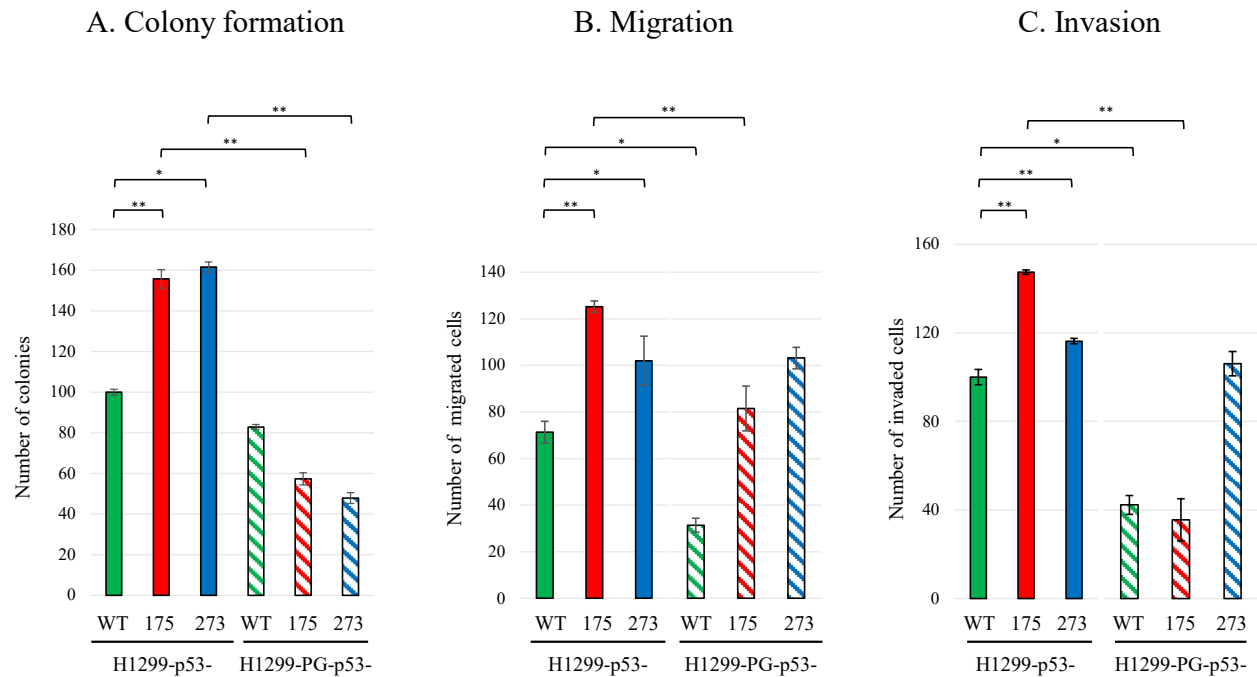 A. Colony formation
**
**
*
**
Number of colonies
180
160
140
120
100
80
60
40
20
0
WT 175 273 WT 175 273
H1299-p53- H1299-PG-p53-
B. Migration
**
*
*
**
Number of migrated cells
140
120
100
80
60
40
20
0
WT 175 273 WT 175 273
H1299-p53- H1299-PG-p53-
C. Invasion
**
*
**
**
Number of invaded cells
160
120
80
40
0
WT 175 273 WT 175 273
H1299-p53- H1299-PG-p53-